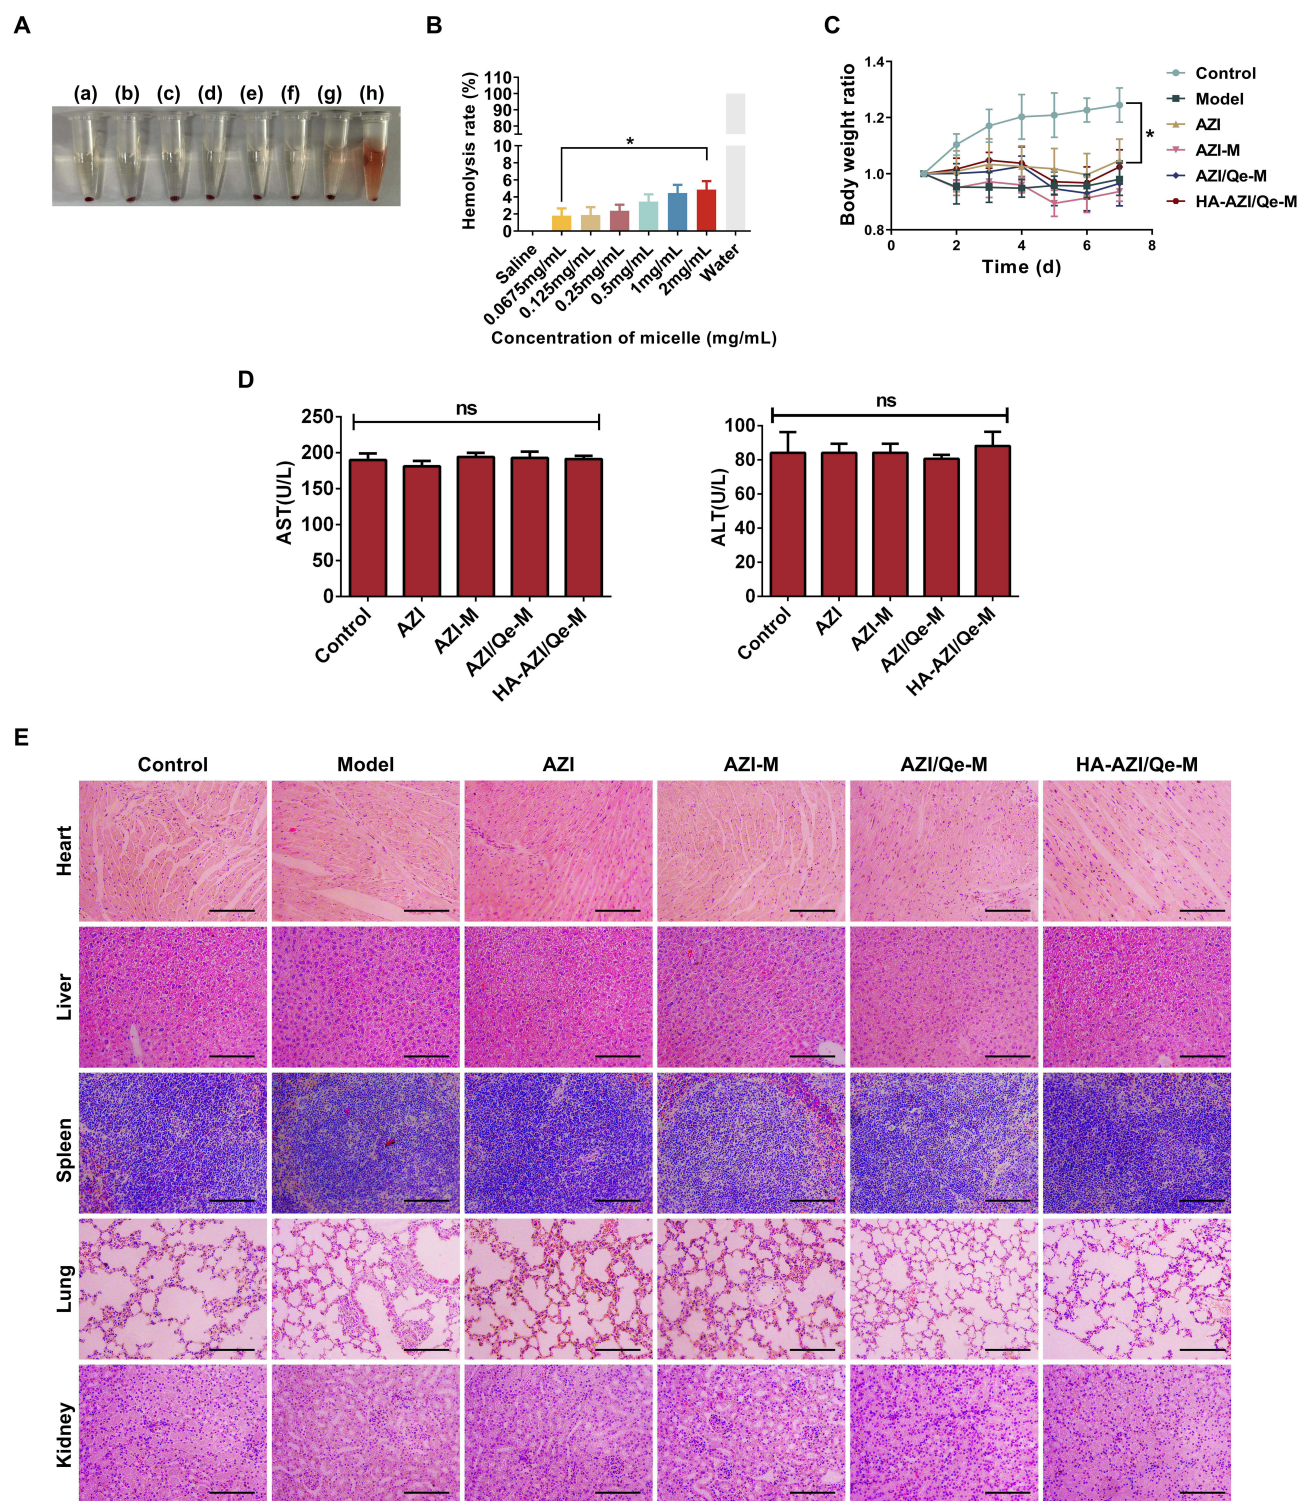 A
(a) (b) (c) (d) (e) (f) (g) (h)
B
Hemolysis rate (%)
110
100
90
80
10
8
6
4
2
0
*
Saline
0.0675mg/mL
0.125mg/mL
0.25mg/mL
0.5mg/mL
1mg/mL
2mg/mL
Water
Concentration of micelle (mg/mL)
C
Body weight ratio
1.4
1.2
1.0
0.8
0 2 4 6 8
Time (d)
*
Control
Model
AZI
AZI-M
AZI/Qe-M
HA-AZI/Qe-M
D
AST(U/L)
250
200
150
100
50
0
ns
Control
AZI
AZI-M
AZI/Qe-M
HA-AZI/Qe-M
ALT(U/L)
100
80
60
40
20
0
ns
Control
AZI
AZI-M
AZI/Qe-M
HA-AZI/Qe-M
E
Control Model AZI AZI-M AZI/Qe-M HA-AZI/Qe-M
Heart
Liver
Spleen
Lung
Kidney